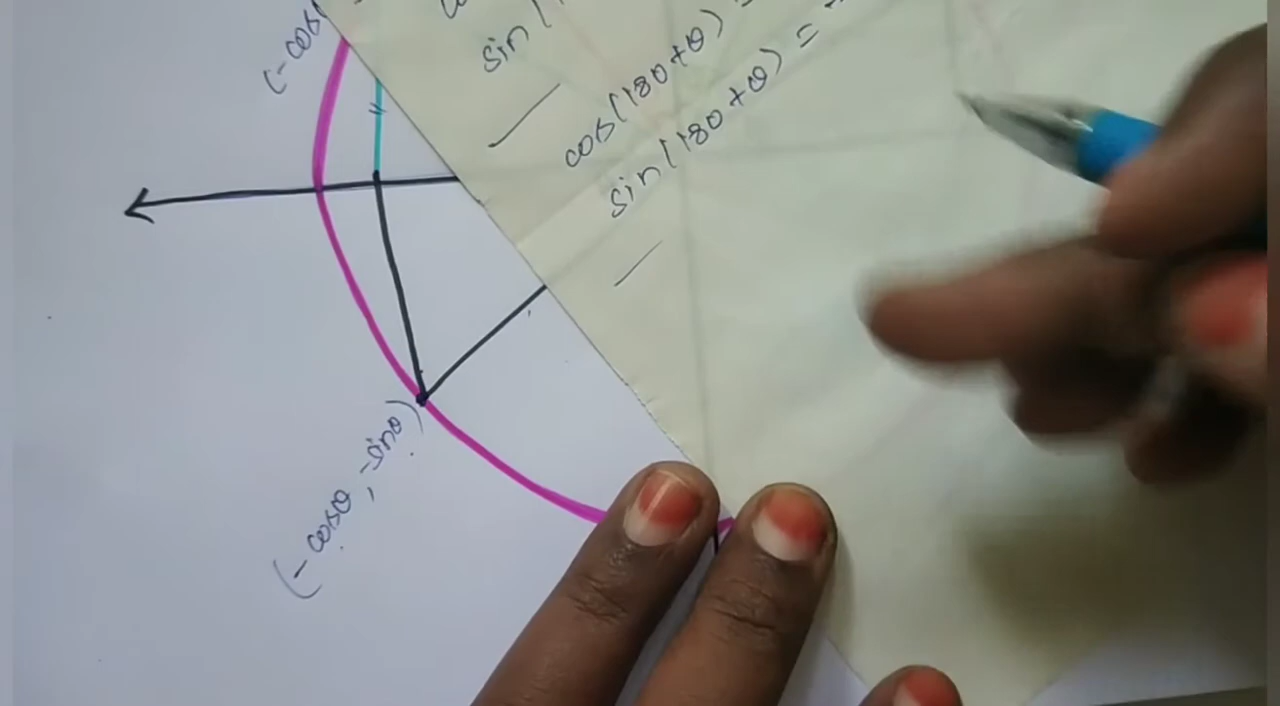 (-cos
sin(
cos(180+θ) =
sin(180+θ) =
(-cosθ, -sinθ)